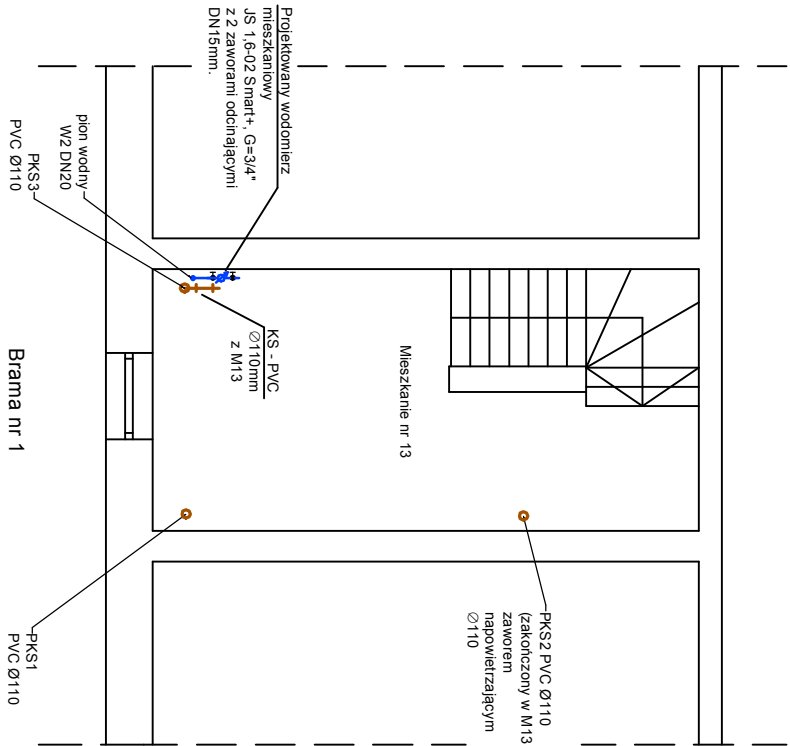 Projektowany wodomierz
mieszkaniowy
JS 1,6-02 Smart+, G=3/4"
z 2 zaworami odcinającymi
DN15mm.
pion wodny
W2 DN20
PKS3
PVC Ø110
KS - PVC
∅110mm
z M13
Mieszkanie nr 13
Brama nr 1
PKS2 PVC Ø110
(zakończony w M13
zaworem
napowietrzającym
∅110
PKS1
PVC Ø110